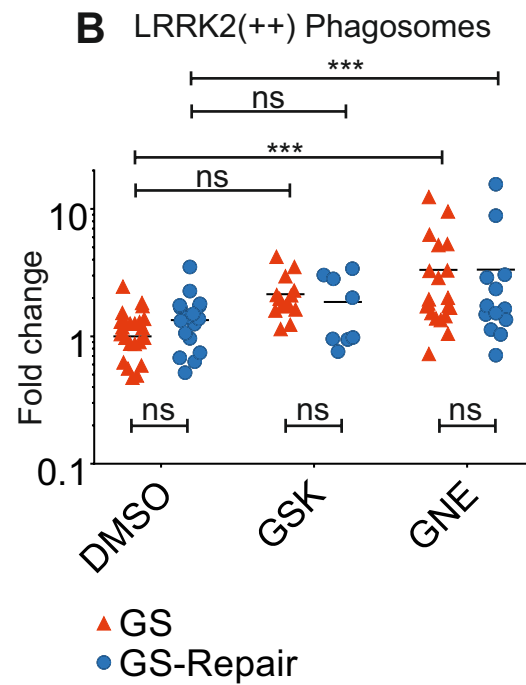 B LRRK2(++) Phagosomes
***
ns
***
ns
Fold change
10
1
0.1
ns
ns
ns
DMSO
GSK
GNE
GS
GS-Repair